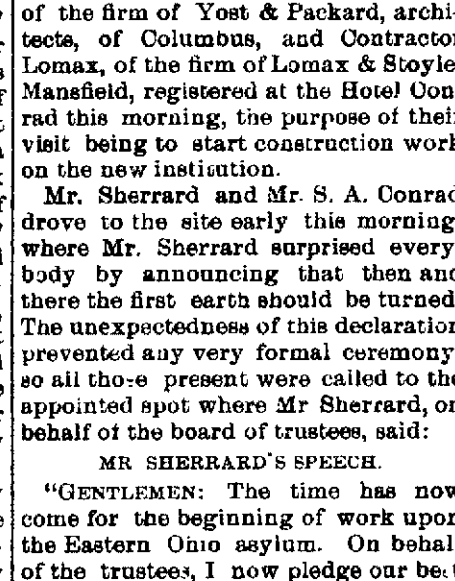 of the firm of Yost & Packard, archi-
tects, of Columbus, and Contractor
Lomax, of the firm of Lomax & Stoyle
Mansfield, registered at the Hotel Con
rad this morning, the purpose of their
visit being to start construction work
on the new institution.
Mr. Sherrard and Mr. S. A. Conrad
drove to the site early this morning
where Mr. Sherrard surprised every
body by announcing that then and
there the first earth should be turned
The unexpectedness of this declaration
prevented any very formal ceremony
so all those present were called to the
appointed spot where Mr Sherrard, on
behalf of the board of trustees, said:
MR SHERRARD'S SPEECH.
"GENTLEMEN: The time has now
come for the beginning of work upon
the Eastern Ohio asylum. On behal
of the trustees, I now pledge our best